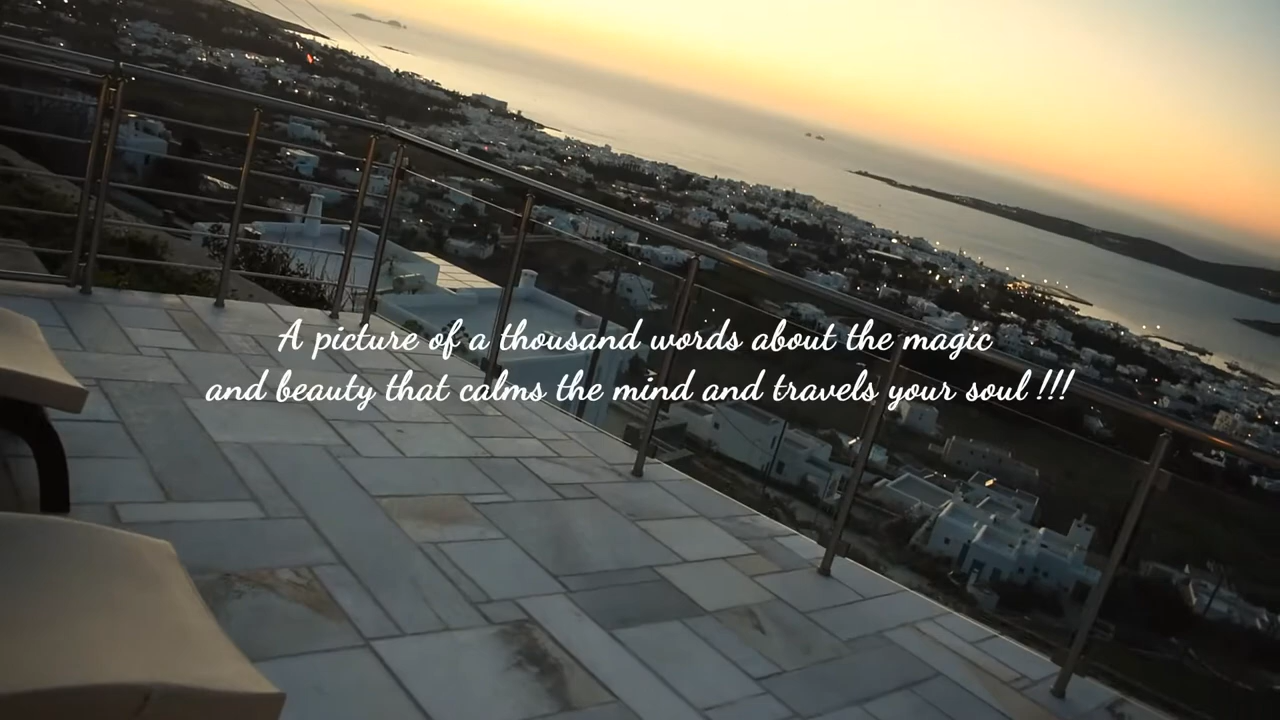 A picture of a thousand words about the magic
and beauty that calms the mind and travels your soul !!!